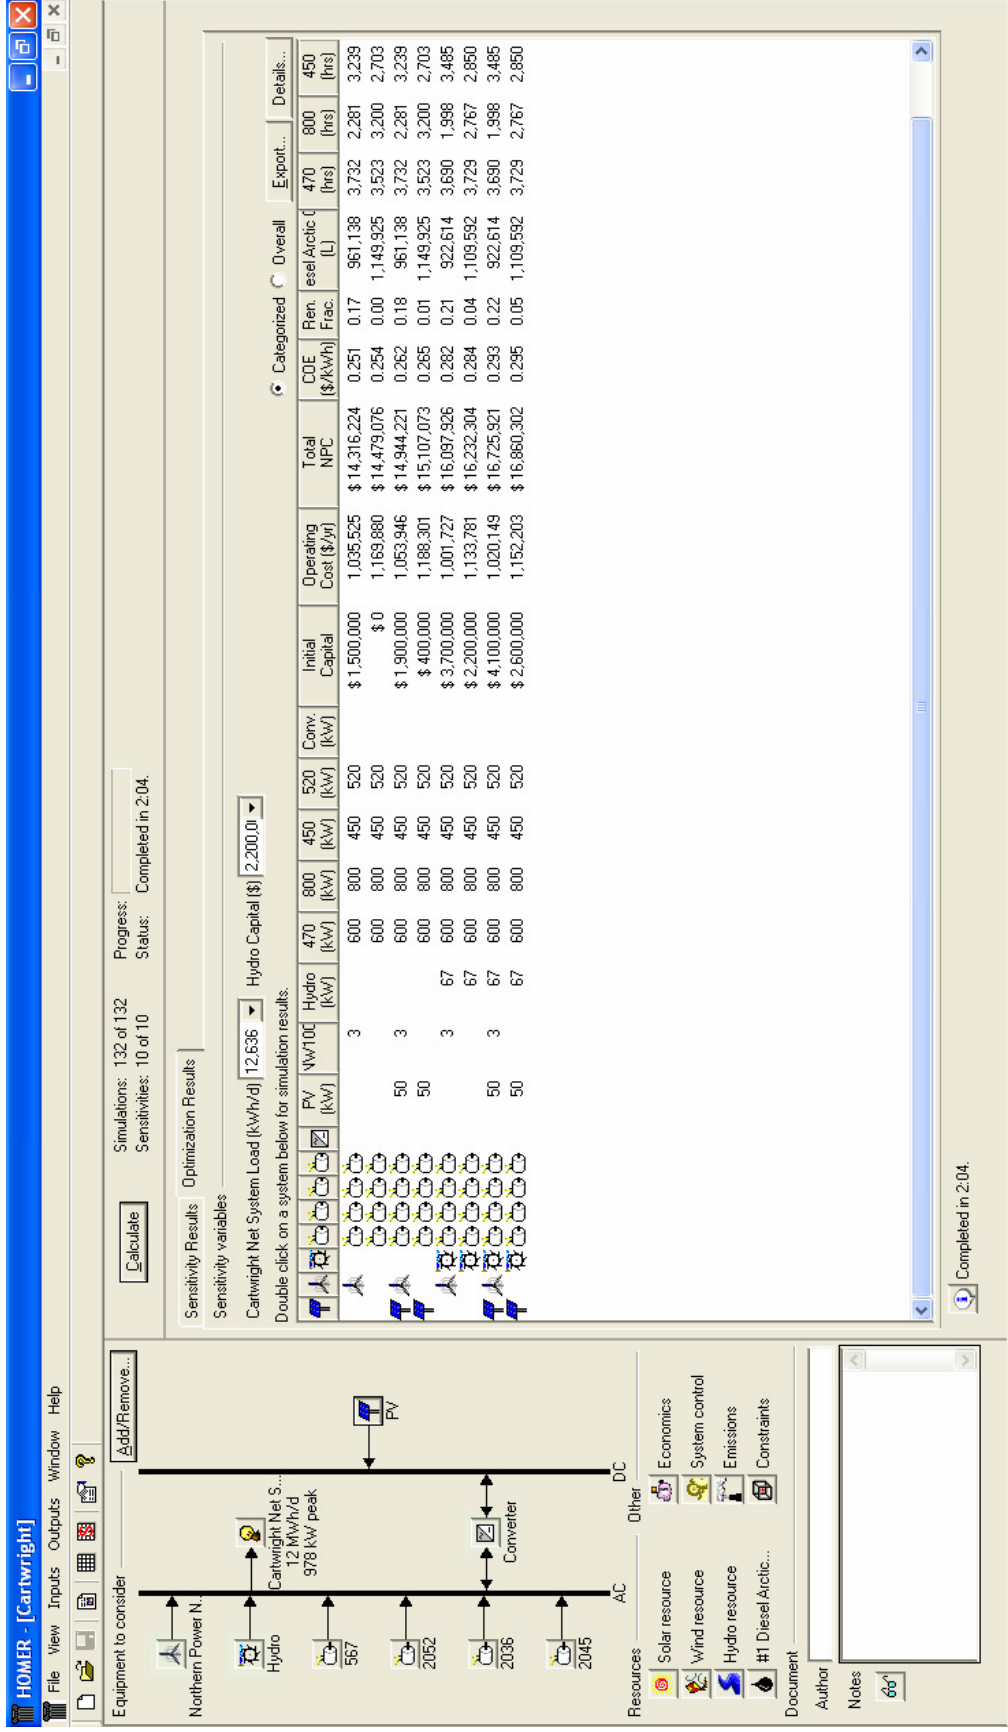 HOMER - [Cartwright]
File View Inputs Outputs Window Help
Equipment to consider
Add/Remove...
Northern Power N...
Hydro
Cartwright Net S...
12 MWh/d
978 kW peak
567
2052
2036
2045
Converter
PV
AC
DC
Resources
Other
Solar resource
Economics
Wind resource
System control
Hydro resource
Emissions
#1 Diesel Arctic...
Constraints
Document
Author
Notes
Calculate
Simulations: 132 of 132
Progress:
Sensitivities: 10 of 10
Status: Completed in 2:04.
Sensitivity Results
Optimization Results
Sensitivity variables
Cartwright Net System Load (kWh/d) 12,636 Hydro Capital ($) 2,200,0
Double click on a system below for simulation results.
Categorized Overall
Export...
Details...
PV NW100 Hydro 470 800 450 520 Conv. Initial Operating Total COE Ren. esel Arctic 470 800 450
(kW) (kW) (kW) (kW) (kW) (kW) (kW) Capital Cost ($/yr) NPC ($/kWh) Frac. (L) (hrs) (hrs) (hrs)
3 600 800 450 520 $ 1,500,000 1,035,525 $ 14,316,224 0.251 0.17 961,138 3,732 2,281 3,239
600 800 450 520 $ 0 1,169,880 $ 14,479,076 0.254 0.00 1,149,925 3,523 3,200 2,703
50 3 600 800 450 520 $ 1,900,000 1,053,946 $ 14,944,221 0.262 0.18 961,138 3,732 2,281 3,239
50 600 800 450 520 $ 400,000 1,188,301 $ 15,107,073 0.265 0.01 1,149,925 3,523 3,200 2,703
3 67 600 800 450 520 $ 3,700,000 1,001,727 $ 16,097,926 0.282 0.21 922,614 3,690 1,998 3,485
67 600 800 450 520 $ 2,200,000 1,133,781 $ 16,232,304 0.284 0.04 1,109,592 3,729 2,767 2,850
50 3 67 600 800 450 520 $ 4,100,000 1,020,149 $ 16,725,921 0.293 0.22 922,614 3,690 1,998 3,485
50 67 600 800 450 520 $ 2,600,000 1,152,203 $ 16,860,302 0.295 0.05 1,109,592 3,729 2,767 2,850
Completed in 2:04.